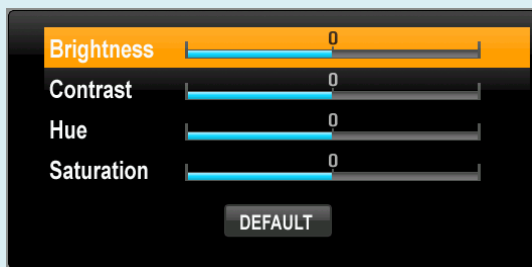 Brightness 0
Contrast 0
Hue 0
Saturation 0
DEFAULT